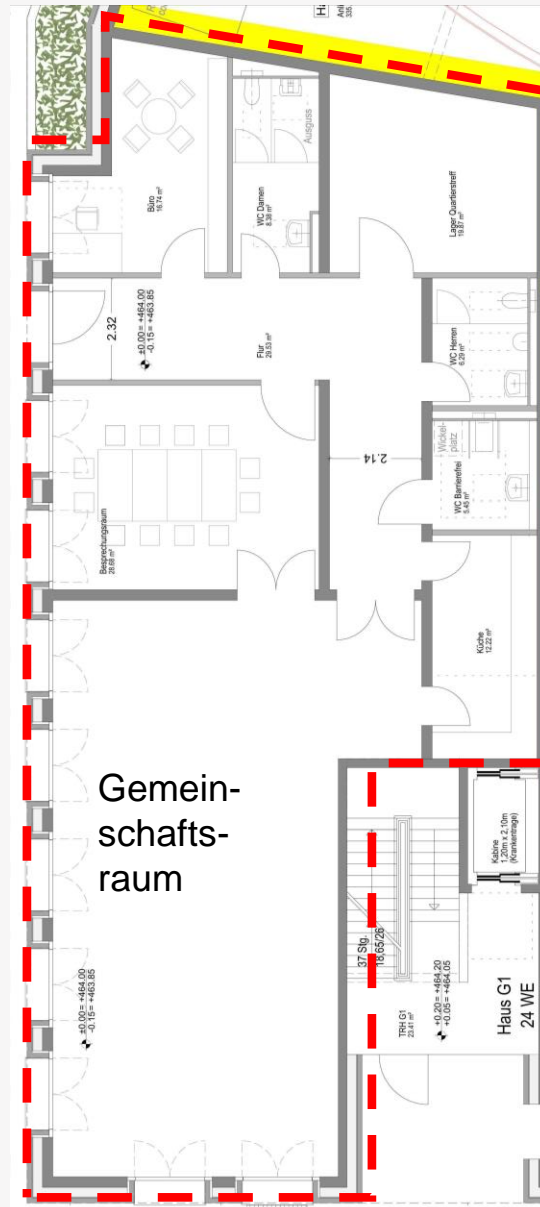 Büro
16.74 m²
WC Damen
8.38 m²
Ausguss
Lager Quartierstreff
19.87 m²
2.32
±0.00= +464.00
-0.15= +463.85
Flur
29.53 m²
WC Herren
6.29 m²
Wickel-
platz
WC Barrierefrei
5.45 m²
2.14
Besprechungsraum
28.68 m²
Küche
12.22 m²
Gemein-
schafts-
raum
Kabine
1,20m x 2,10m
(Krankentrage)
37 Stg.
18,65/26
±0.00= +464.00
-0.15= +463.85
TRH G1
23.41 m²
+0.20= +464.20
+0.05= +464.05
Haus G1
24 WE